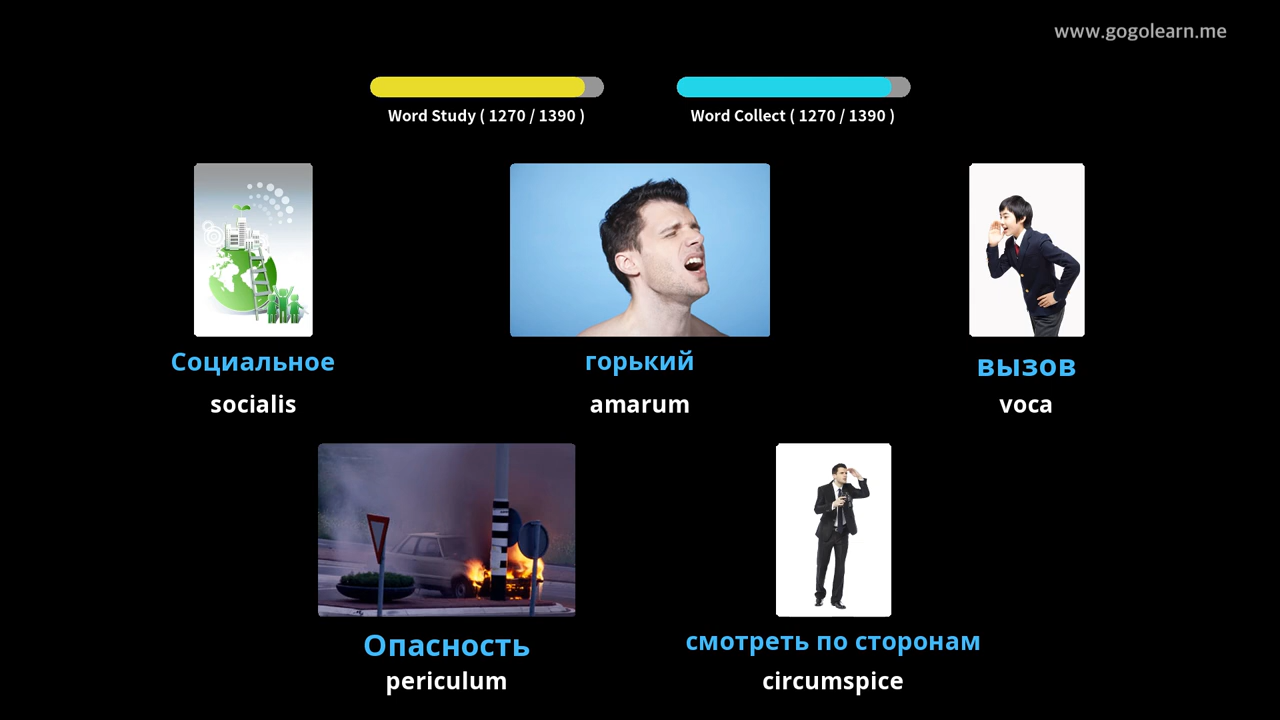 www.gogolearn.me
Word Study ( 1270 / 1390 )
Word Collect ( 1270 / 1390 )
Социальное
горький
вызов
socialis
amarum
voca
Опасность
смотреть по сторонам
periculum
circumspice